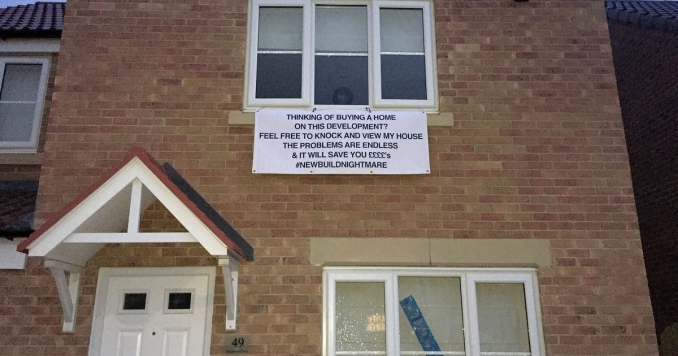 THINKING OF BUYING A HOME
ON THIS DEVELOPMENT?
FEEL FREE TO KNOCK AND VIEW MY HOUSE
THE PROBLEMS ARE ENDLESS
& IT WILL SAVE YOU ££££'s
#NEWBUILDNIGHTMARE
49